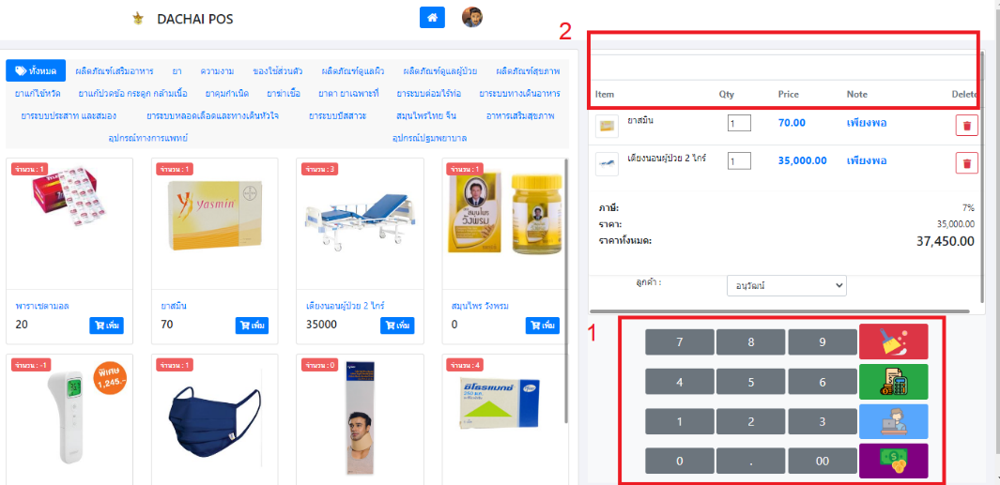 DACHAI POS
2
ทั้งหมด ผลิตภัณฑ์เสริมอาหาร ยา ความงาม ของใช้ส่วนตัว ผลิตภัณฑ์ดูแลผิว ผลิตภัณฑ์ดูแลผู้ป่วย ผลิตภัณฑ์สุขภาพ
ยาแก้ไข้หวัด ยาแก้ปวดข้อ กระดูก กล้ามเนื้อ ยาคุมกำเนิด ยาฆ่าเชื้อ ยาตา ยาเฉพาะที่ ยาระบบต่อมไร้ท่อ ยาระบบทางเดินอาหาร
ยาระบบประสาท และสมอง ยาระบบหลอดเลือดและทางเดินหัวใจ ยาระบบปัสสาวะ สมุนไพรไทย จีน อาหารเสริมสุขภาพ
อุปกรณ์ทางการแพทย์ อุปกรณ์ปฐมพยาบาล
จำนวน : 1
พาราเซตามอล
20 เพิ่ม
จำนวน : 1
Yasmin
ยาสมิน
70 เพิ่ม
จำนวน : 3
เตียงนอนผู้ป่วย 2 ไกร์
35000 เพิ่ม
สมุนไพร
วังพรม
สมุนไพร วังพรม
0 เพิ่ม
จำนวน : -1
พิเศษ
1,245.-
จำนวน : 1
จำนวน : 0
จำนวน : 4
ซิโธรแมกซ์
250 มก.
Pfizer
Item Qty Price Note Delete
ยาสมิน 1 70.00 เพียงพอ
เตียงนอนผู้ป่วย 2 ไกร์ 1 35,000.00 เพียงพอ
ภาษี: 7%
ราคา: 35,000.00
ราคาทั้งหมด: 37,450.00
ลูกค้า : อนุวัฒน์
1
7 8 9
4 5 6
1 2 3
0 . 00